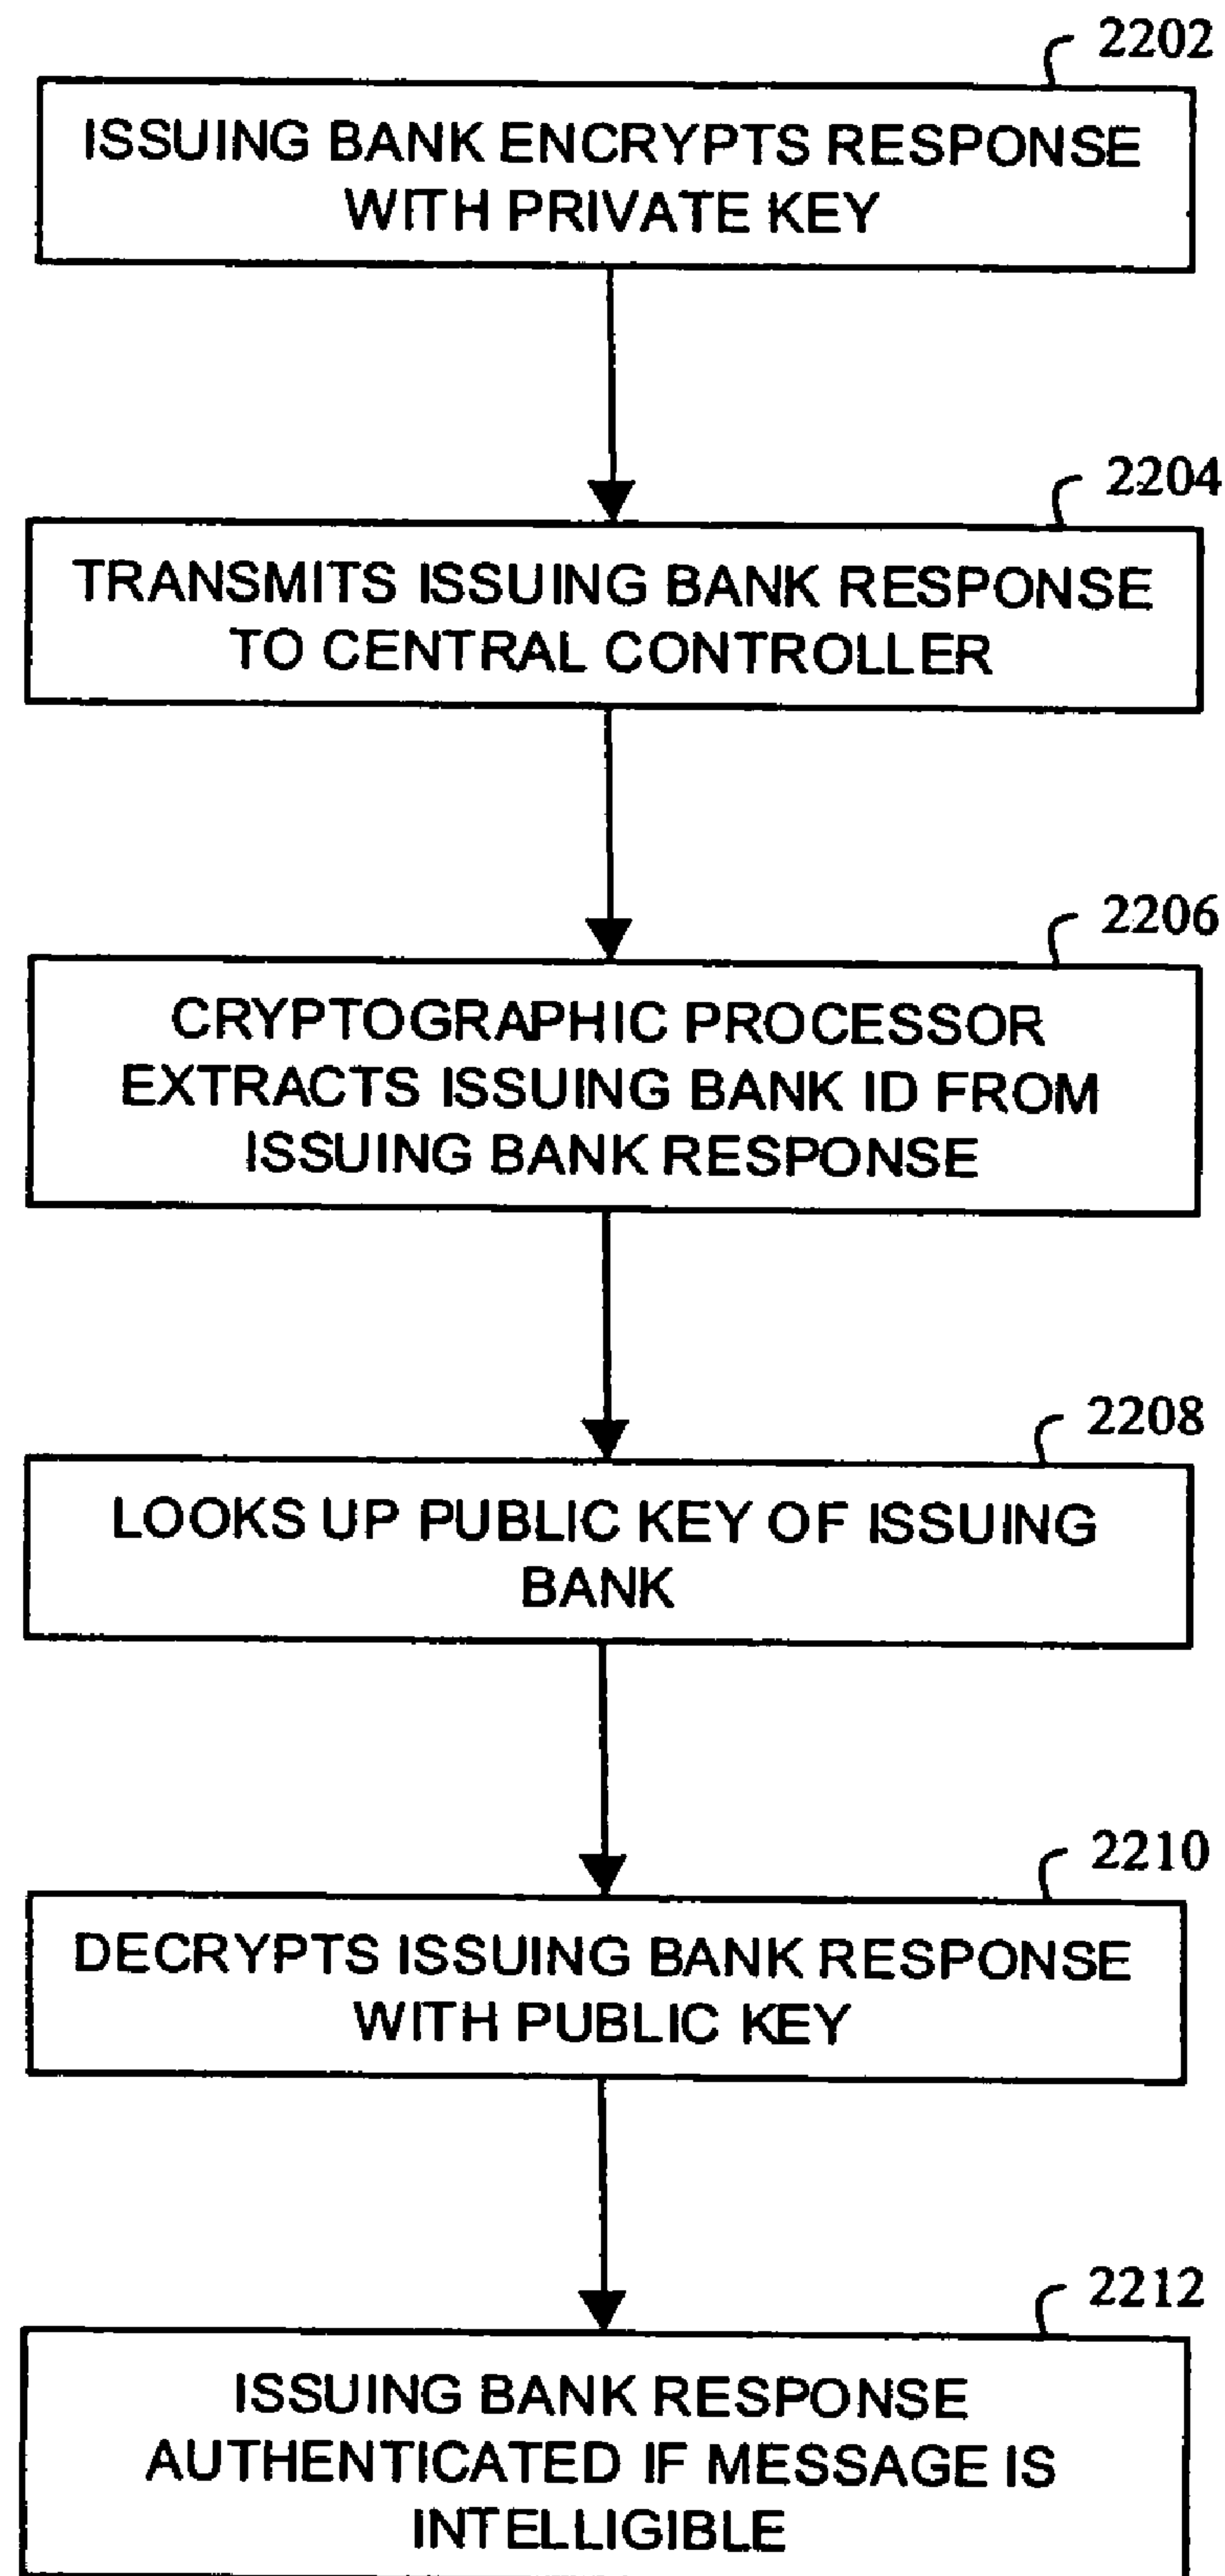 2202
ISSUING BANK ENCRYPTS RESPONSE
WITH PRIVATE KEY
2204
TRANSMITS ISSUING BANK RESPONSE
TO CENTRAL CONTROLLER
2206
CRYPTOGRAPHIC PROCESSOR
EXTRACTS ISSUING BANK ID FROM
ISSUING BANK RESPONSE
2208
LOOKS UP PUBLIC KEY OF ISSUING
BANK
2210
DECRYPTS ISSUING BANK RESPONSE
WITH PUBLIC KEY
2212
ISSUING BANK RESPONSE
AUTHENTICATED IF MESSAGE IS
INTELLIGIBLE